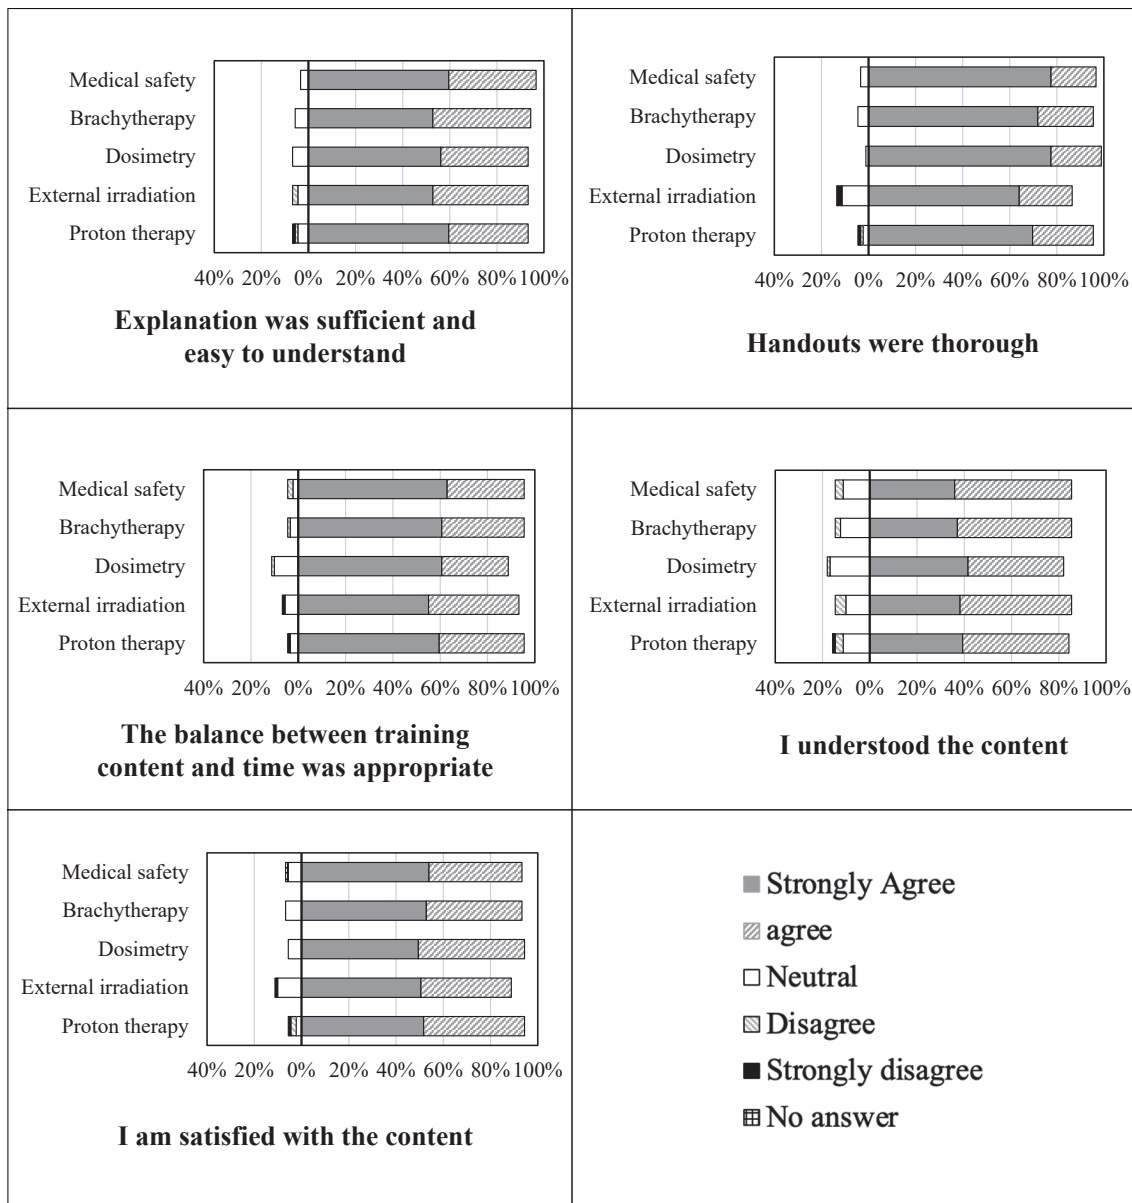 Medical safety
Brachytherapy
Dosimetry
External irradiation
Proton therapy
40% 20% 0% 20% 40% 60% 80% 100%
Explanation was sufficient and
easy to understand
Medical safety
Brachytherapy
Dosimetry
External irradiation
Proton therapy
40% 20% 0% 20% 40% 60% 80% 100%
Handouts were thorough
Medical safety
Brachytherapy
Dosimetry
External irradiation
Proton therapy
40% 20% 0% 20% 40% 60% 80% 100%
The balance between training
content and time was appropriate
Medical safety
Brachytherapy
Dosimetry
External irradiation
Proton therapy
40% 20% 0% 20% 40% 60% 80% 100%
I understood the content
Medical safety
Brachytherapy
Dosimetry
External irradiation
Proton therapy
40% 20% 0% 20% 40% 60% 80% 100%
I am satisfied with the content
Strongly Agree
agree
Neutral
Disagree
Strongly disagree
No answer